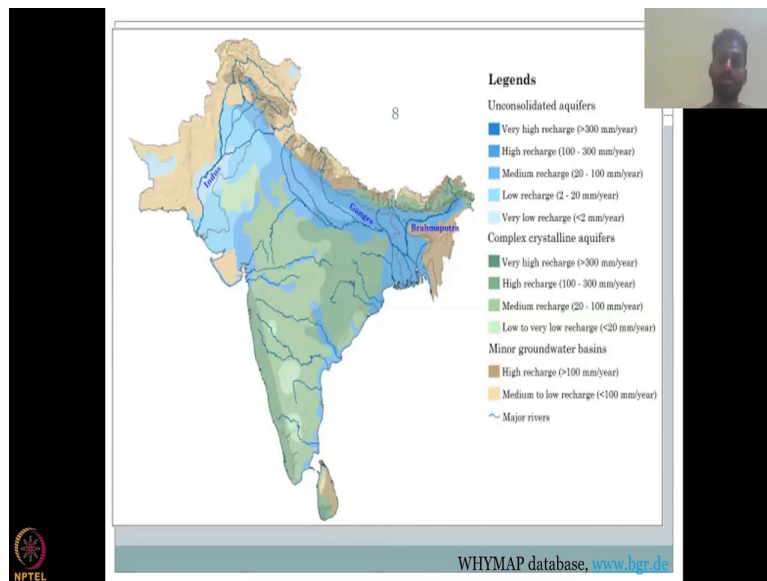 8
Legends
Unconsolidated aquifers
Very high recharge (>300 mm/year)
High recharge (100 - 300 mm/year)
Medium recharge (20 - 100 mm/year)
Low recharge (2 - 20 mm/year)
Very low recharge (<2 mm/year)
Complex crystalline aquifers
Very high recharge (>300 mm/year)
High recharge (100 - 300 mm/year)
Medium recharge (20 - 100 mm/year)
Low to very low recharge (<20 mm/year)
Minor groundwater basins
High recharge (>100 mm/year)
Medium to low recharge (<100 mm/year)
Major rivers
Indus
Ganges
Brahmaputra
WHYMAP database, www.bgr.de
NPTEL